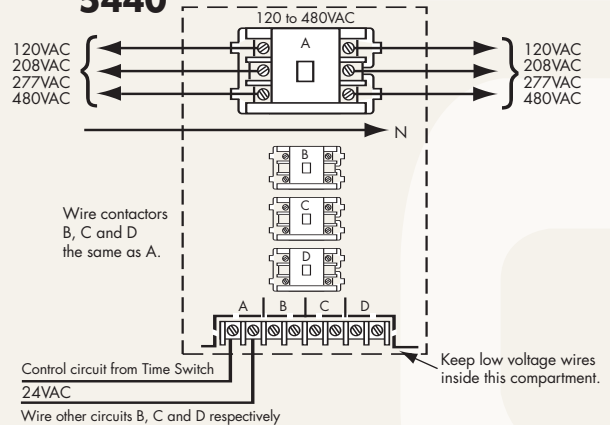 5440
120 to 480VAC
A
120VAC
208VAC
277VAC
480VAC
120VAC
208VAC
277VAC
480VAC
N
B
Wire contactors
B, C and D
the same as A.
C
D
A B C D
Control circuit from Time Switch
24VAC
Wire other circuits B, C and D respectively
Keep low voltage wires
inside this compartment.